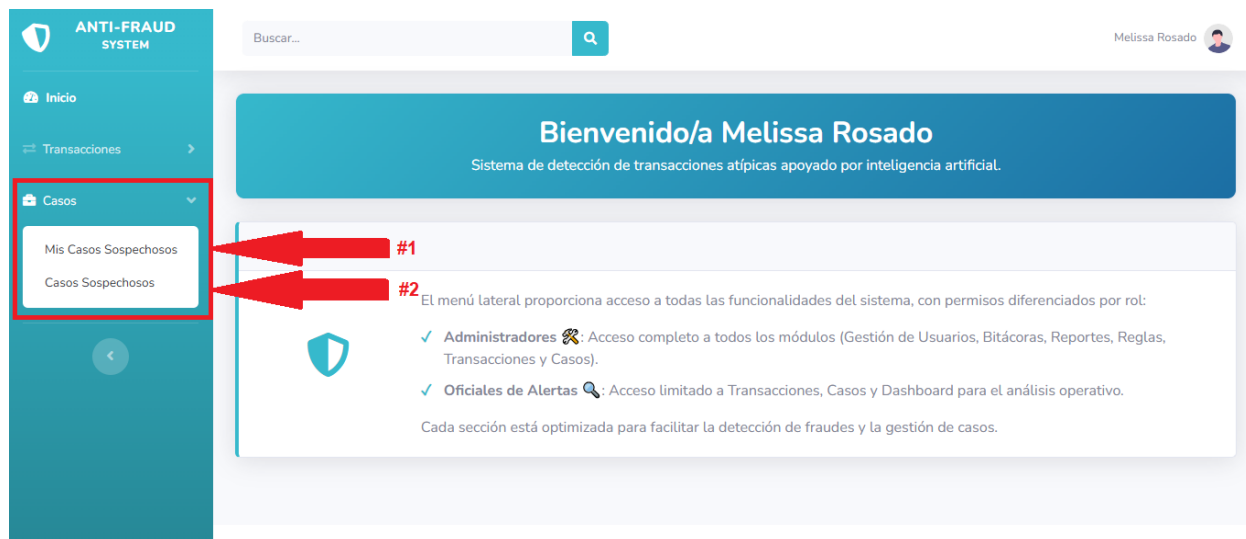 ANTI-FRAUD
SYSTEM
Buscar...
Melissa Rosado
Inicio
Transacciones
Casos
Mis Casos Sospechosos
Casos Sospechosos
Bienvenido/a Melissa Rosado
Sistema de detección de transacciones atípicas apoyado por inteligencia artificial.
#1
#2
El menú lateral proporciona acceso a todas las funcionalidades del sistema, con permisos diferenciados por rol:
✓ Administradores 🛠: Acceso completo a todos los módulos (Gestión de Usuarios, Bitácoras, Reportes, Reglas,
Transacciones y Casos).
✓ Oficiales de Alertas 🔍: Acceso limitado a Transacciones, Casos y Dashboard para el análisis operativo.
Cada sección está optimizada para facilitar la detección de fraudes y la gestión de casos.